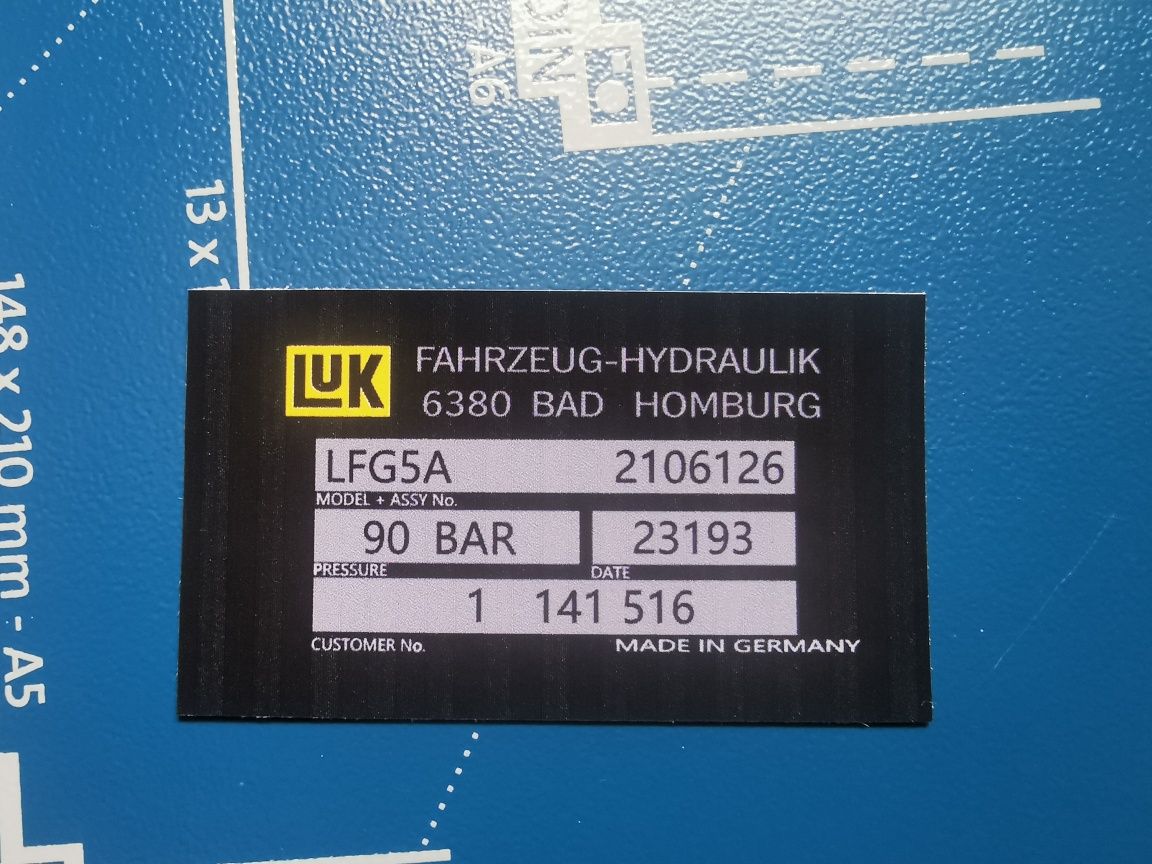 DIN
A6
13 x
148 x 210 mm - A5
LUK
FAHRZEUG-HYDRAULIK
6380 BAD HOMBURG
LFG5A 2106126
MODEL + ASSY No.
90 BAR 23193
PRESSURE DATE
1 141 516
CUSTOMER No. MADE IN GERMANY